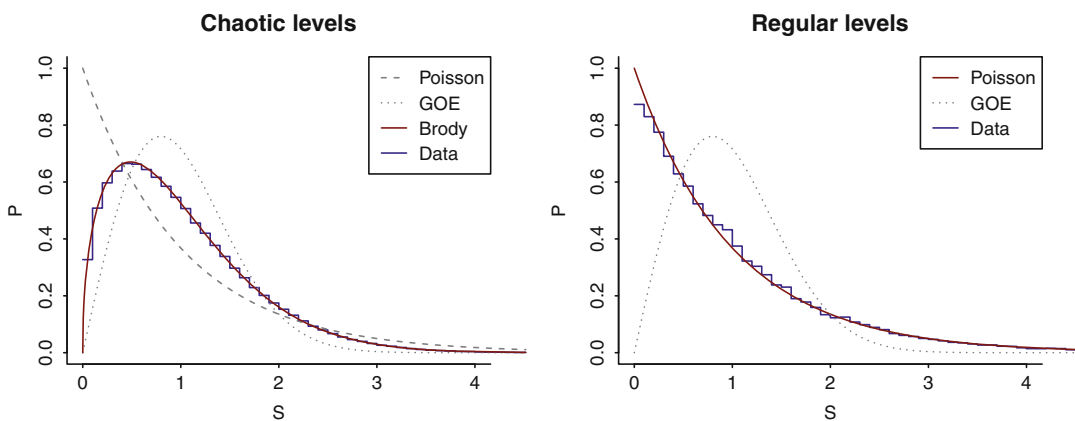 Chaotic levels
Poisson
GOE
Brody
Data
1.0
0.8
0.6
0.4
0.2
0.0
P
0 1 2 3 4
S
Regular levels
Poisson
GOE
Data
1.0
0.8
0.6
0.4
0.2
0.0
P
0 1 2 3 4
S